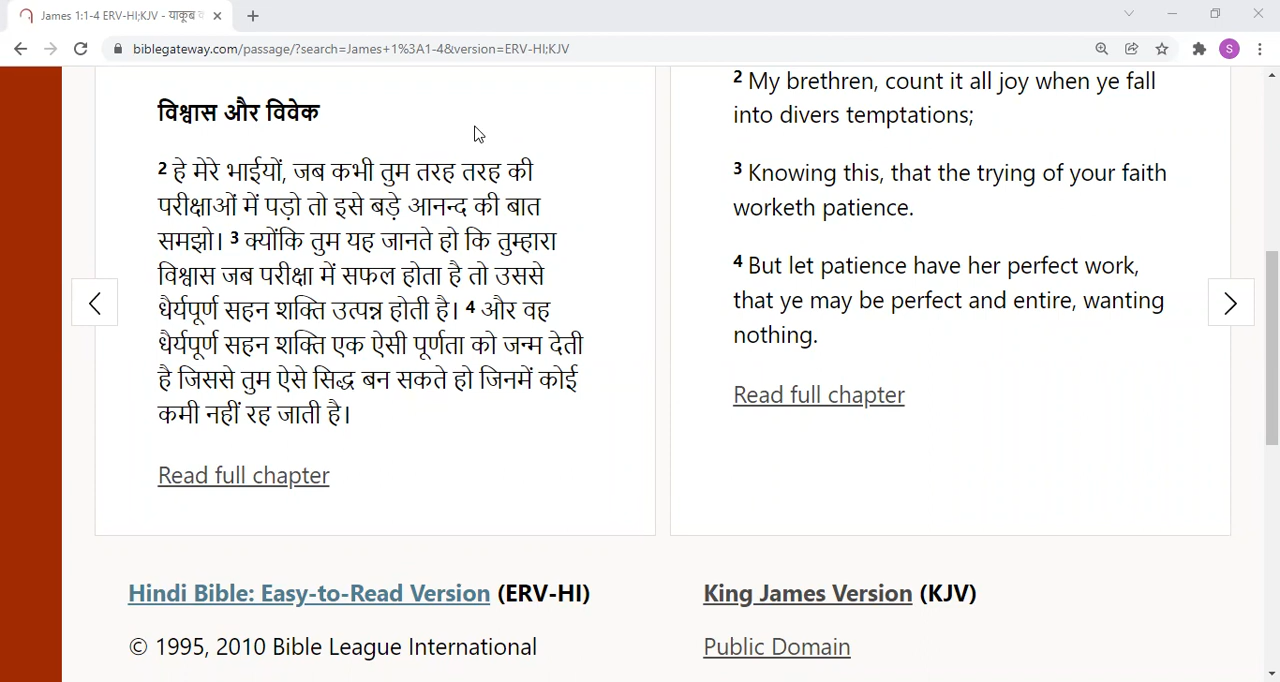 James 1:1-4 ERV-HI;KJV - याकूब
biblegateway.com/passage/?search=James+1%3A1-4&version=ERV-HI;KJV
S
विश्वास और विवेक
2 हे मेरे भाईयों, जब कभी तुम तरह तरह की
परीक्षाओं में पड़ो तो इसे बड़े आनन्द की बात
समझो। 3 क्योंकि तुम यह जानते हो कि तुम्हारा
विश्वास जब परीक्षा में सफल होता है तो उससे
धैर्यपूर्ण सहन शक्ति उत्पन्न होती है। 4 और वह
धैर्यपूर्ण सहन शक्ति एक ऐसी पूर्णता को जन्म देती
है जिससे तुम ऐसे सिद्ध बन सकते हो जिनमें कोई
कमी नहीं रह जाती है।
Read full chapter
2 My brethren, count it all joy when ye fall
into divers temptations;
3 Knowing this, that the trying of your faith
worketh patience.
4 But let patience have her perfect work,
that ye may be perfect and entire, wanting
nothing.
Read full chapter
Hindi Bible: Easy-to-Read Version (ERV-HI)
© 1995, 2010 Bible League International
King James Version (KJV)
Public Domain